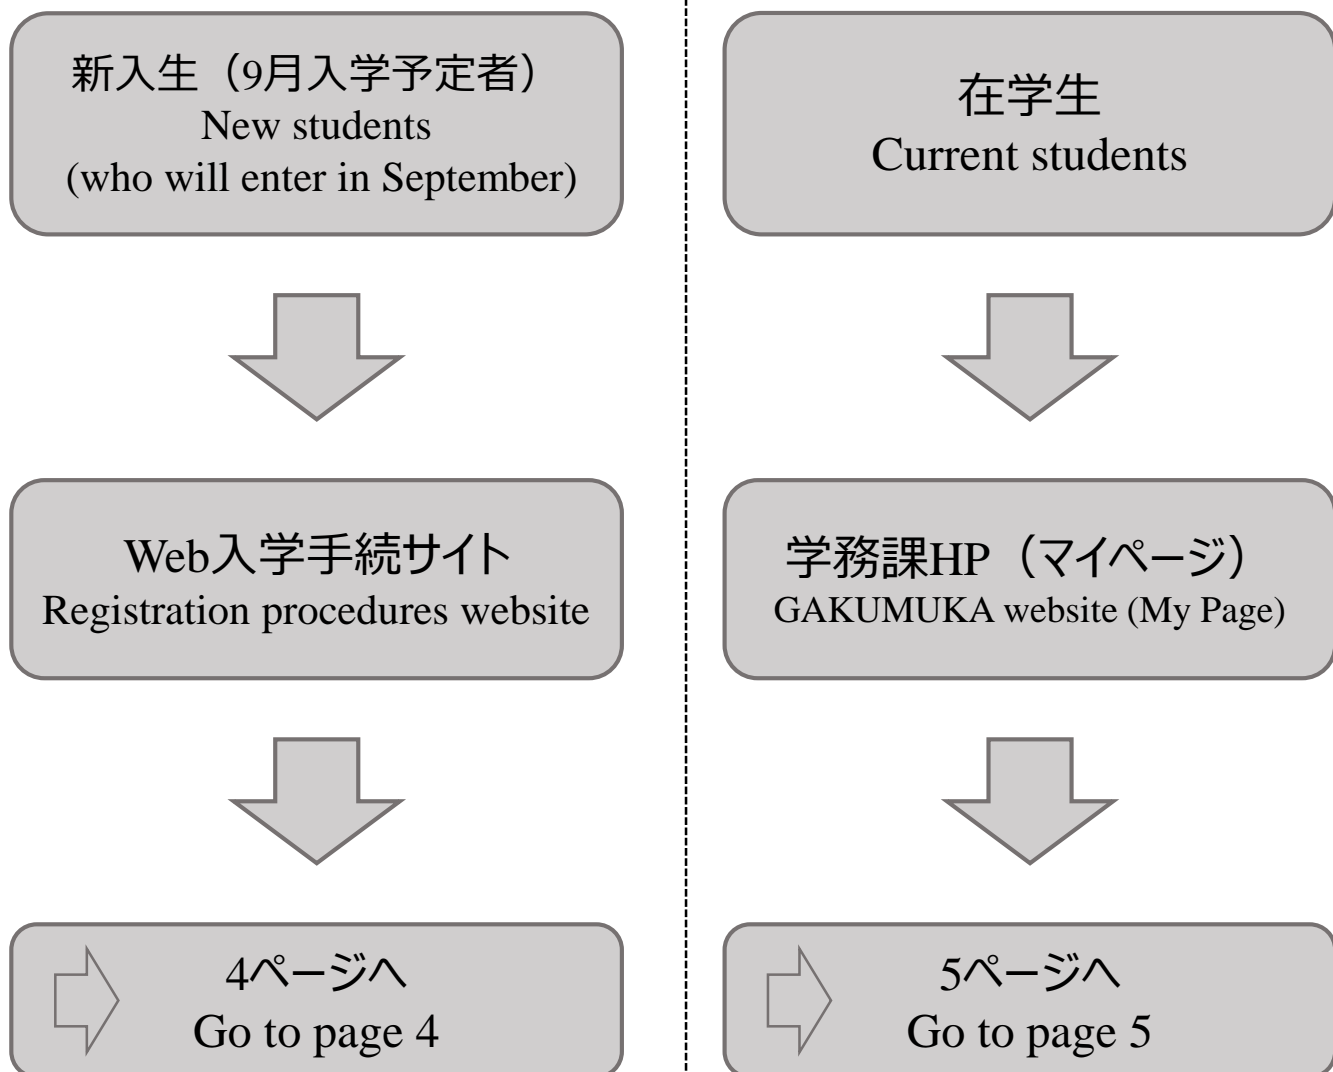 新入生（9月入学予定者）
New students
(who will enter in September)
Web入学手続サイト
Registration procedures website
4ページへ
Go to page 4
在学生
Current students
学務課HP（マイページ）
GAKUMUKA website (My Page)
5ページへ
Go to page 5